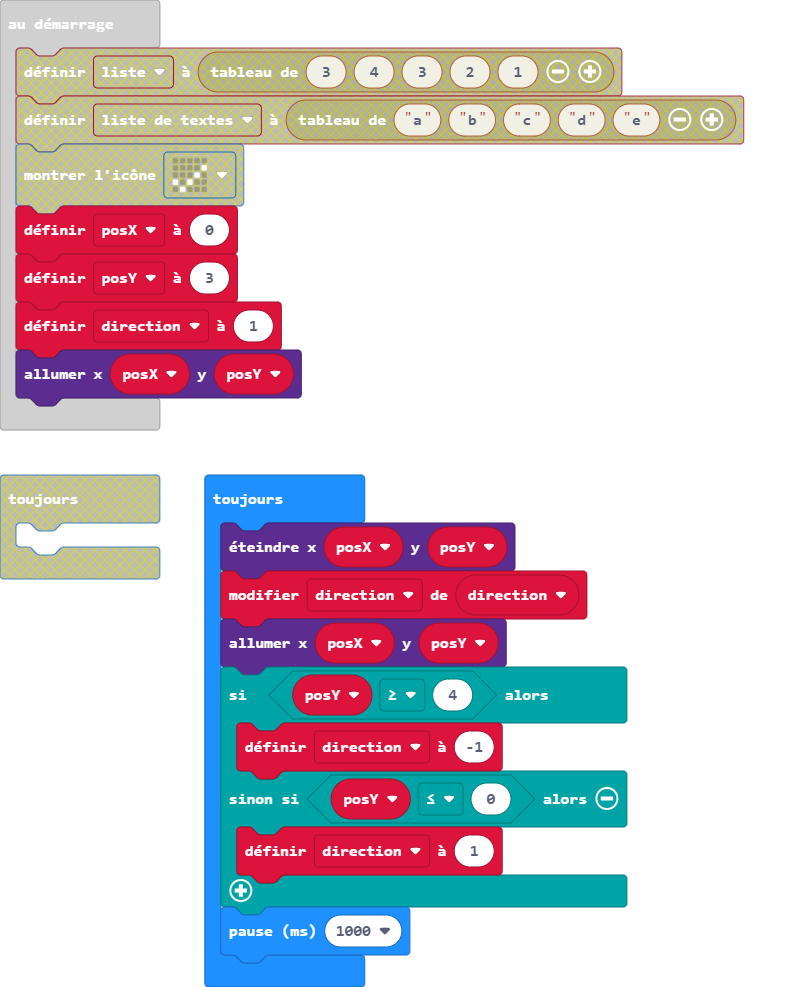 au démarrage
définir liste à tableau de 3 4 3 2 1
définir liste de textes à tableau de "a" "b" "c" "d" "e"
montrer l'icône
définir posX à 0
définir posY à 3
définir direction à 1
allumer x posX y posY
toujours
toujours
éteindre x posX y posY
modifier direction de direction
allumer x posX y posY
si posY ≥ 4 alors
définir direction à -1
sinon si posY ≤ 0 alors
définir direction à 1
pause (ms) 1000